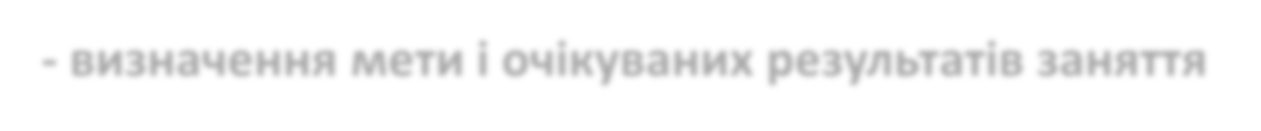 - визначення мети і очікуваних результатів заняття